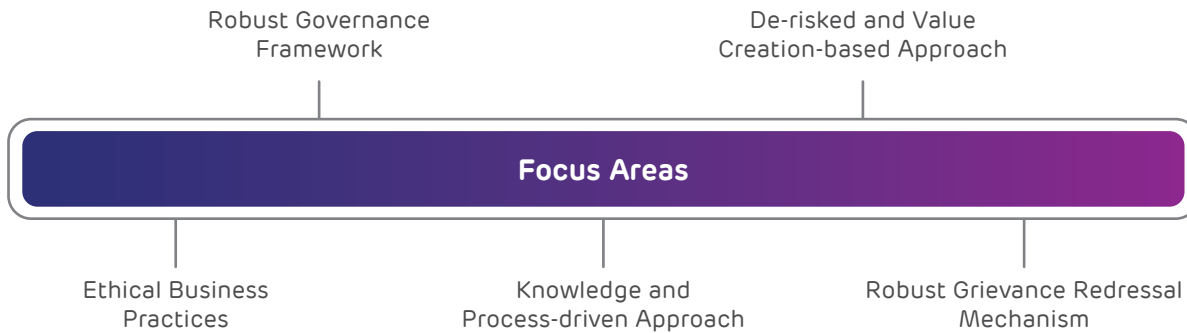 Robust Governance
Framework
De-risked and Value
Creation-based Approach
Focus Areas
Ethical Business
Practices
Knowledge and
Process-driven Approach
Robust Grievance Redressal
Mechanism